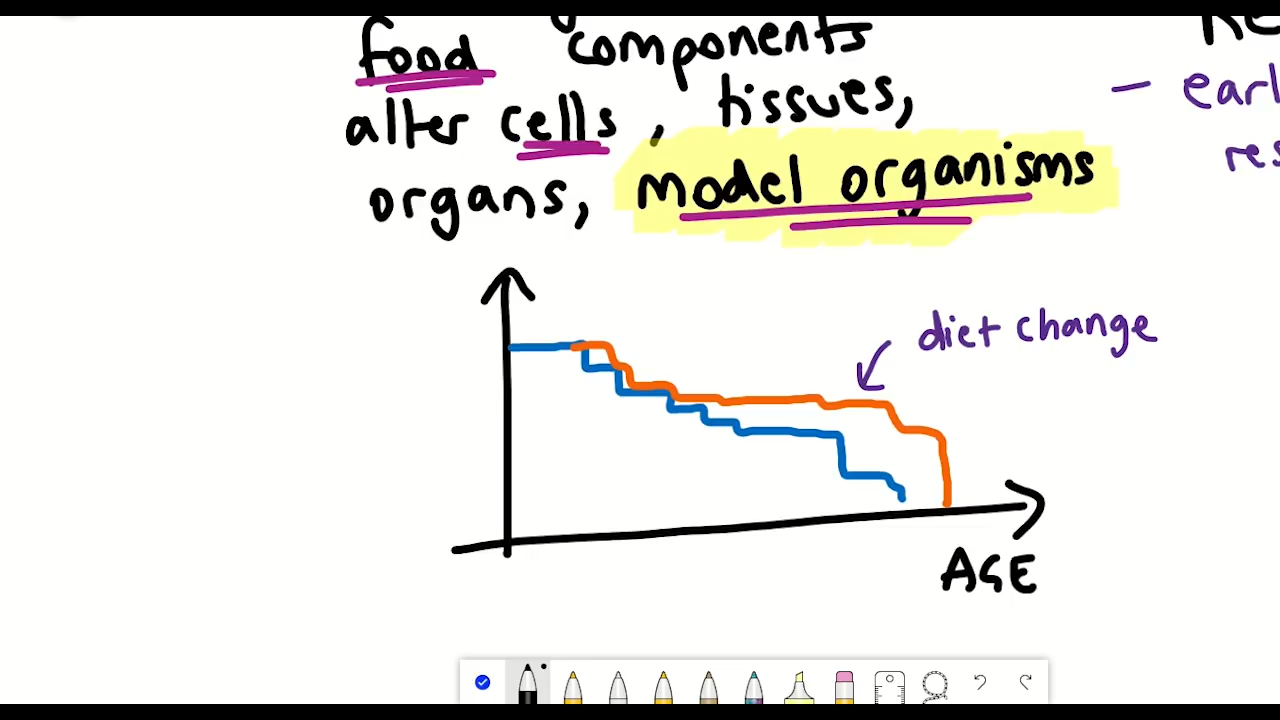 food components
alter cells, tissues,
organs, model organisms
- earl
res
diet change
AGE